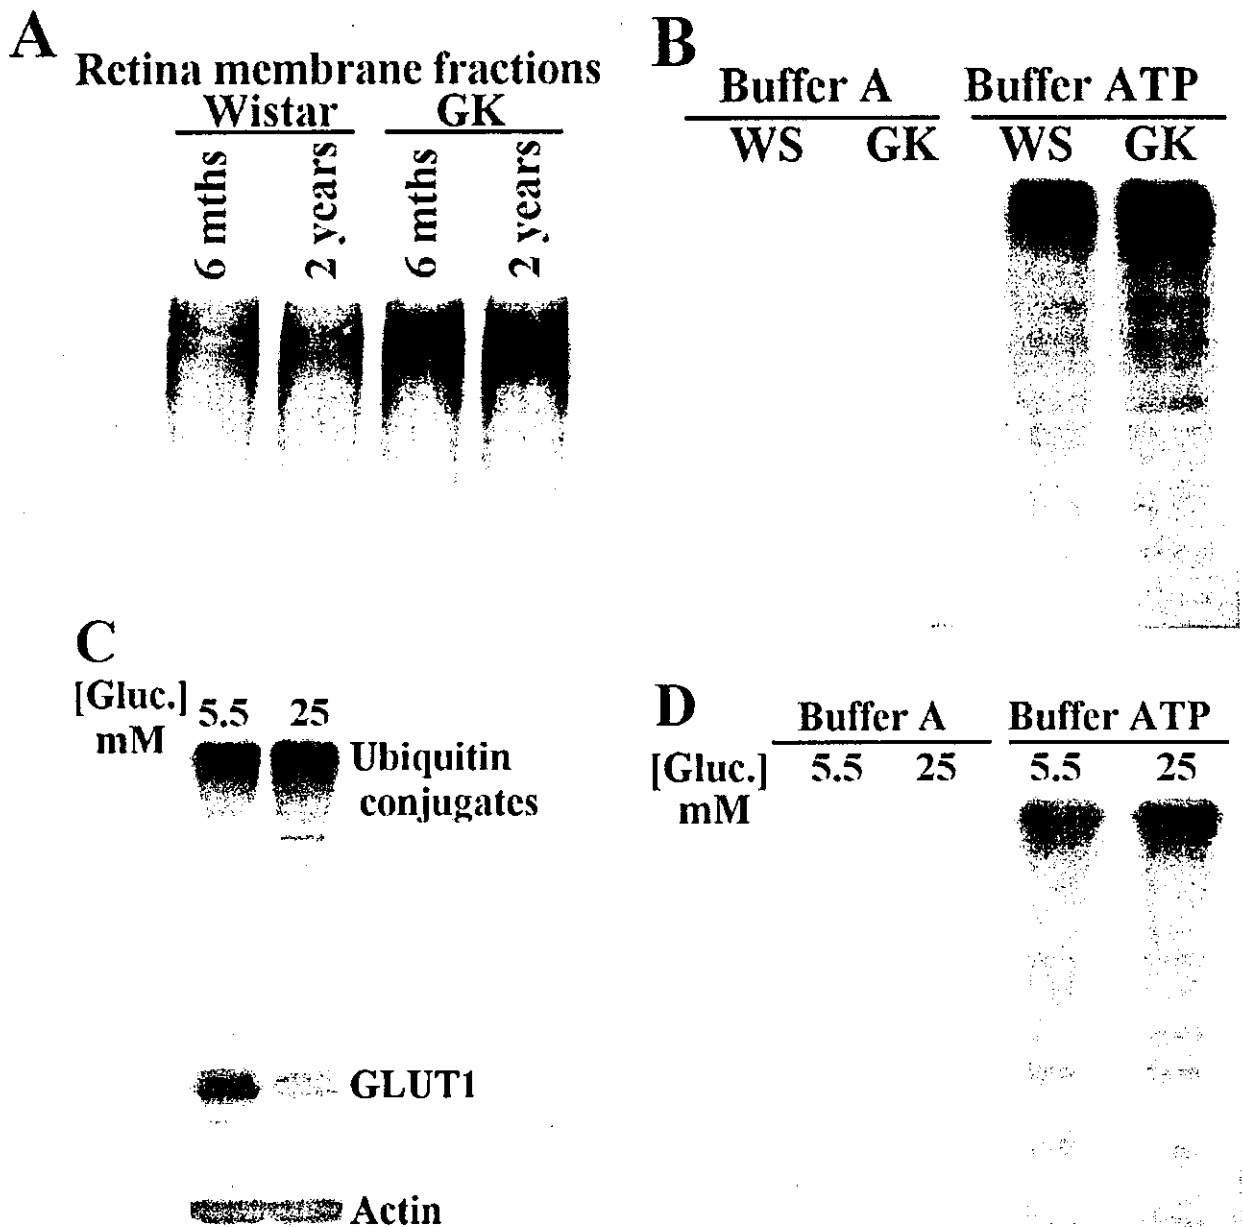 A
Retina membrane fractions
Wistar GK
6 mths 2 years 6 mths 2 years
B
Buffer A Buffer ATP
WS GK WS GK
C
[Gluc.] 5.5 25
mM
Ubiquitin
conjugates
GLUT1
Actin
D
Buffer A Buffer ATP
[Gluc.] 5.5 25 5.5 25
mM